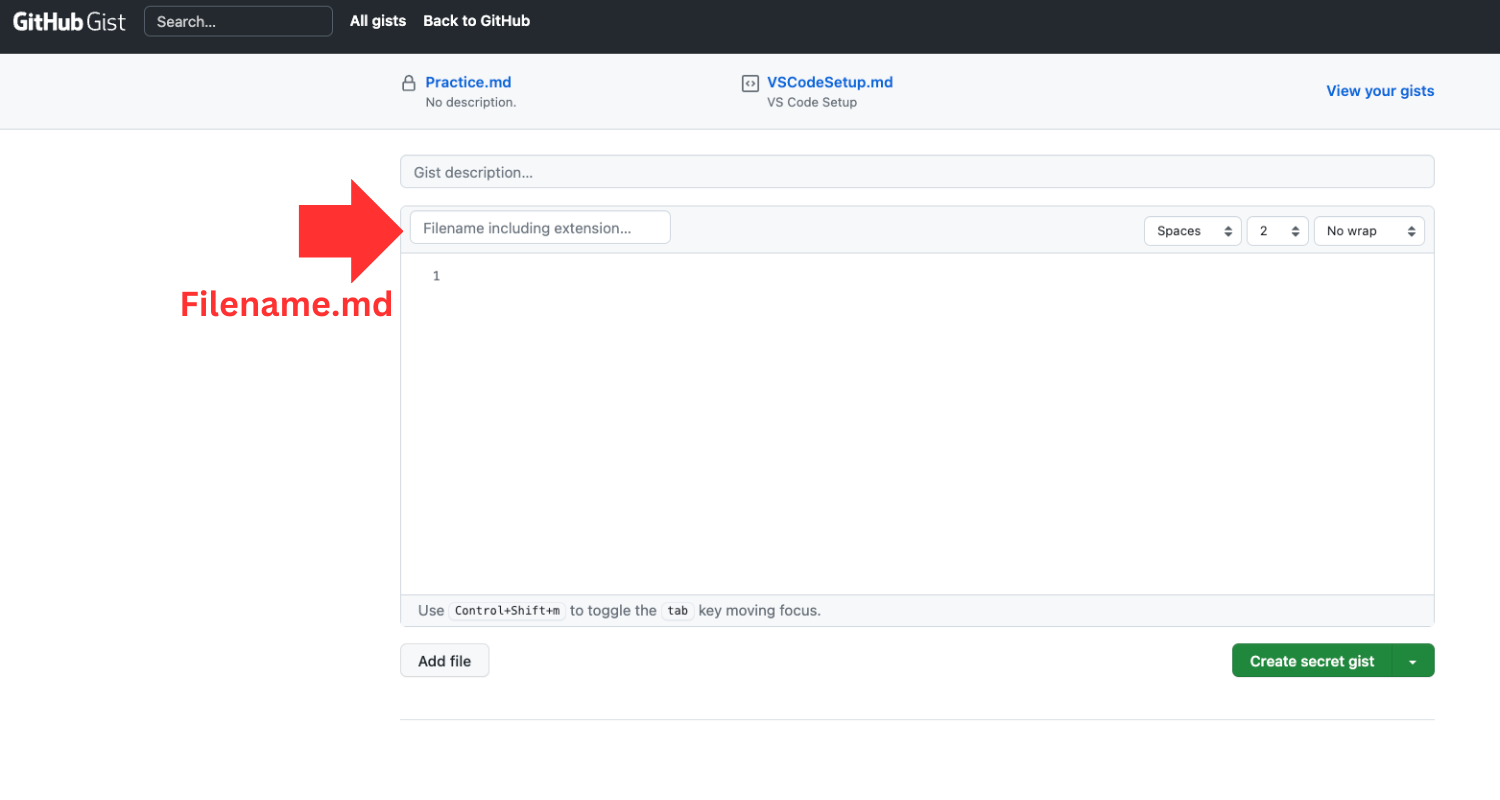 GitHub Gist Search... All gists Back to GitHub
Practice.md VSCodeSetup.md
No description. VS Code Setup
View your gists
Gist description...
Filename including extension... Spaces 2 No wrap
1
Filename.md
Use Control+Shift+m to toggle the tab key moving focus.
Add file Create secret gist